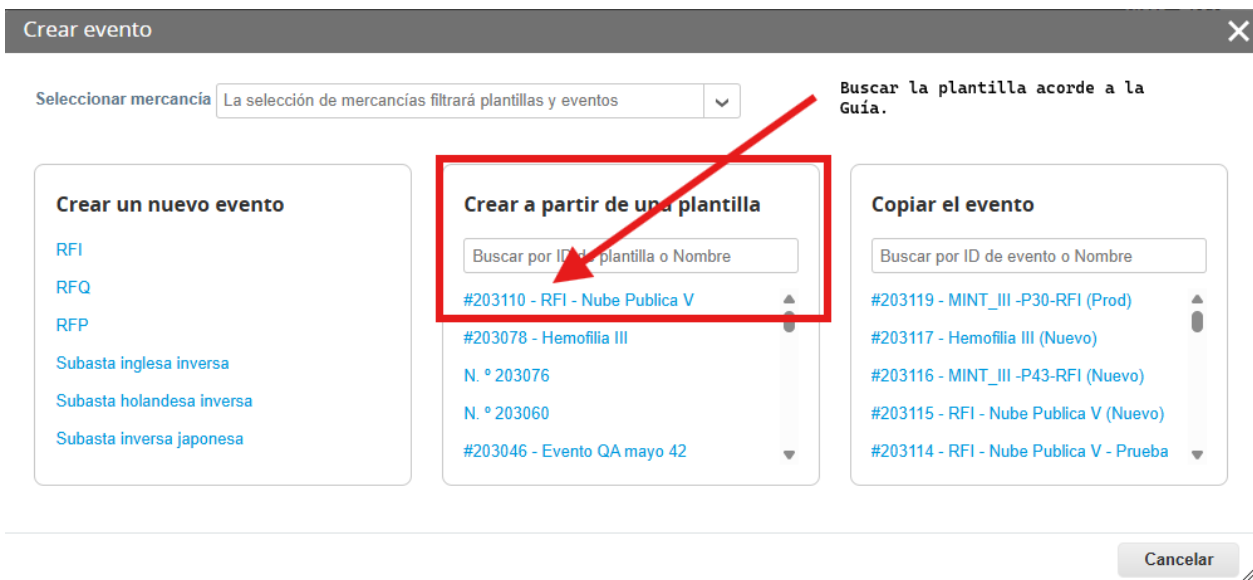 Crear evento
Seleccionar mercancía
La selección de mercancías filtrará plantillas y eventos
Buscar la plantilla acorde a la
Guía.
Crear un nuevo evento
RFI
RFQ
RFP
Subasta inglesa inversa
Subasta holandesa inversa
Subasta inversa japonesa
Crear a partir de una plantilla
Buscar por ID de plantilla o Nombre
#203110 - RFI - Nube Publica V
#203078 - Hemofilia III
N. º 203076
N. º 203060
#203046 - Evento QA mayo 42
Copiar el evento
Buscar por ID de evento o Nombre
#203119 - MINT_III -P30-RFI (Prod)
#203117 - Hemofilia III (Nuevo)
#203116 - MINT_III -P43-RFI (Nuevo)
#203115 - RFI - Nube Publica V (Nuevo)
#203114 - RFI - Nube Publica V - Prueba
Cancelar